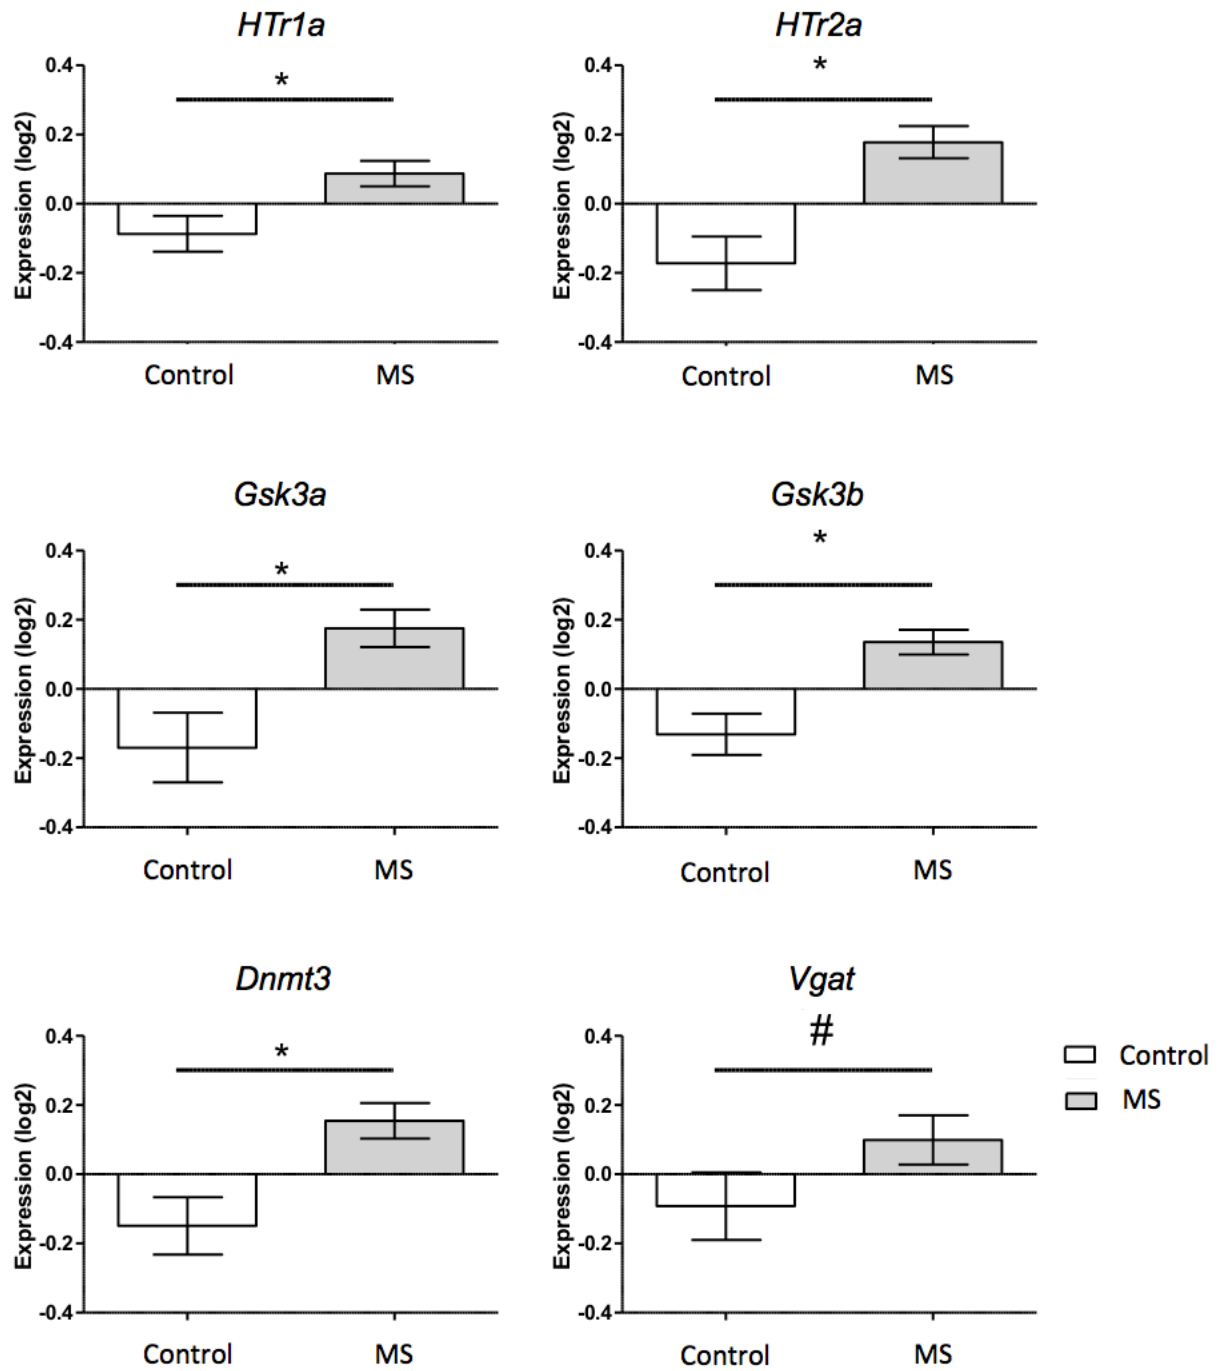 HTr1a
*
Expression (log2)
0.4
0.2
0.0
-0.2
-0.4
Control MS
HTr2a
*
Expression (log2)
0.4
0.2
0.0
-0.2
-0.4
Control MS
Gsk3a
*
Expression (log2)
0.4
0.2
0.0
-0.2
-0.4
Control MS
Gsk3b
*
Expression (log2)
0.4
0.2
0.0
-0.2
-0.4
Control MS
Dnmt3
*
Expression (log2)
0.4
0.2
0.0
-0.2
-0.4
Control MS
Vgat
#
Expression (log2)
0.4
0.2
0.0
-0.2
-0.4
Control MS
Control
MS